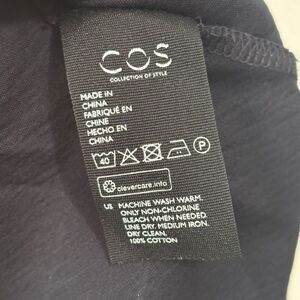 COS
COLLECTION OF STYLE
MADE IN
CHINA
FABRIQUÉ EN
CHINE
HECHO EN
CHINA
40 P
clevercare.info
US MACHINE WASH WARM.
ONLY NON-CHLORINE
BLEACH WHEN NEEDED.
LINE DRY. MEDIUM IRON.
DRY CLEAN.
100% COTTON